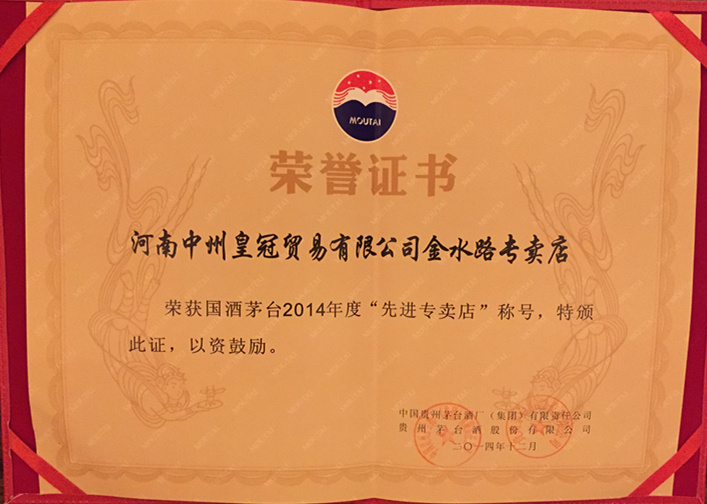 MOUTAI
荣誉证书
河南中州皇冠贸易有限公司金水路专卖店
荣获国酒茅台2014年度“先进专卖店”称号，特颁
此证，以资鼓励。
中国贵州茅台酒厂（集团）有限责任公司
贵州茅台酒股份有限公司
二〇一四年十二月